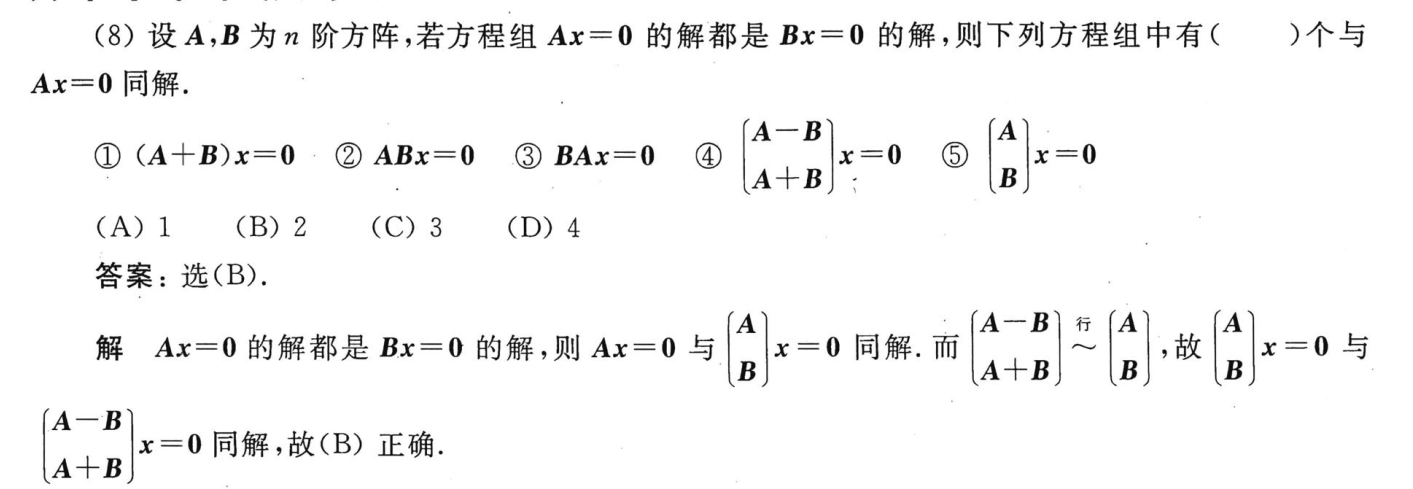 (8) 设 A,B 为 n 阶方阵,若方程组 Ax=0 的解都是 Bx=0 的解,则下列方程组中有(  )个与
Ax=0 同解.
① (A+B)x=0 ② ABx=0 ③ BAx=0 ④ (A-B
A+B)x=0 ⑤ (A
B)x=0
(A) 1 (B) 2 (C) 3 (D) 4
答案: 选(B).
解 Ax=0 的解都是 Bx=0 的解,则 Ax=0 与 (A
B)x=0 同解. 而 (A-B
A+B) 行
~ (A
B),故 (A
B)x=0 与
(A-B
A+B)x=0 同解,故(B) 正确.